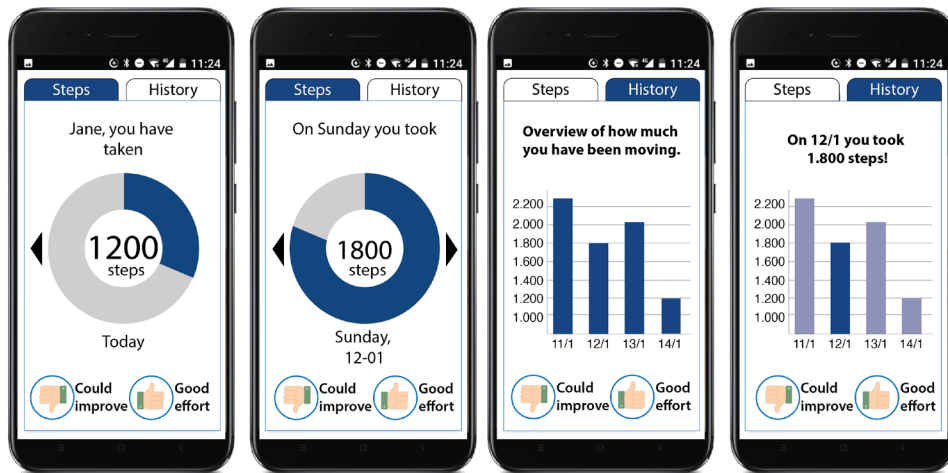 11:24
Steps History
Jane, you have
taken
1200
steps
Today
Could
improve
Good
effort
11:24
Steps History
On Sunday you took
1800
steps
Sunday,
12-01
Could
improve
Good
effort
11:24
Steps History
Overview of how much
you have been moving.
2.200
2.000
1.800
1.600
1.400
1.200
1.000
11/1 12/1 13/1 14/1
Could
improve
Good
effort
11:24
Steps History
On 12/1 you took
1.800 steps!
2.200
2.000
1.800
1.600
1.400
1.200
1.000
11/1 12/1 13/1 14/1
Could
improve
Good
effort